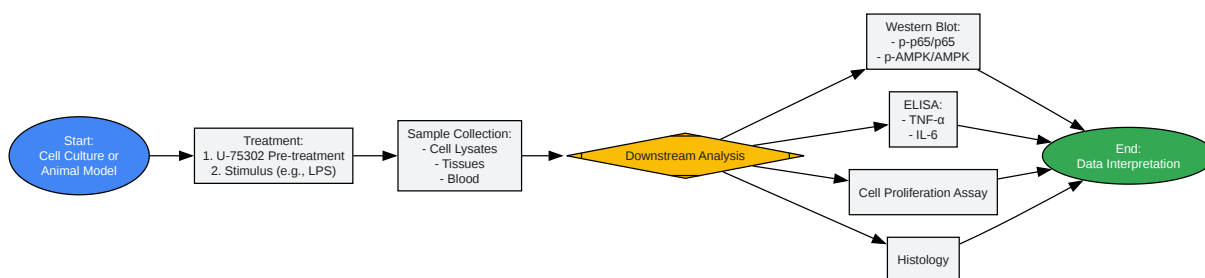 Start:
Cell Culture or
Animal Model
Treatment:
1. U-75302 Pre-treatment
2. Stimulus (e.g., LPS)
Sample Collection:
- Cell Lysates
- Tissues
- Blood
Downstream Analysis
Western Blot:
- p-p65/p65
- p-AMPK/AMPK
ELISA:
- TNF-α
- IL-6
Cell Proliferation Assay
Histology
End:
Data Interpretation